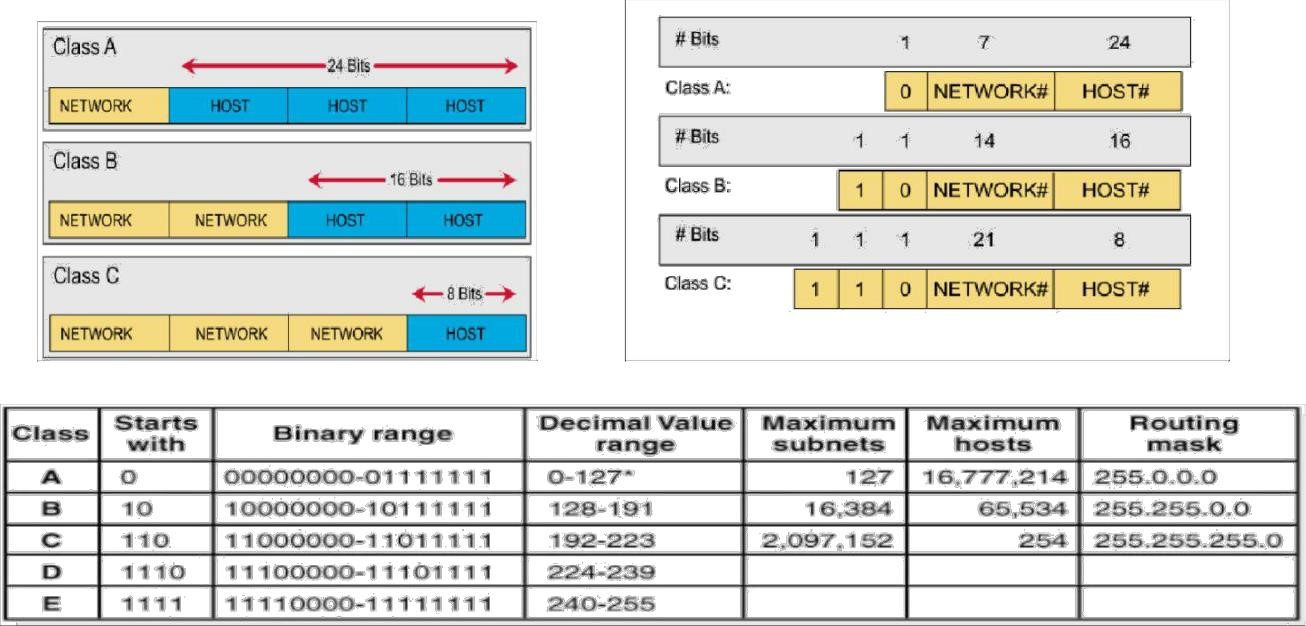 Class A
24 Bits
NETWORK HOST HOST HOST
Class B
16 Bits
NETWORK NETWORK HOST HOST
Class C
8 Bits
NETWORK NETWORK NETWORK HOST
# Bits 1 7 24
Class A: 0 NETWORK# HOST#
# Bits 1 1 14 16
Class B: 1 0 NETWORK# HOST#
# Bits 1 1 1 21 8
Class C: 1 1 0 NETWORK# HOST#
Class Starts with Binary range Decimal Value range Maximum subnets Maximum hosts Routing mask
A 0 00000000-01111111 0-127* 127 16,777,214 255.0.0.0
B 10 10000000-10111111 128-191 16,384 65,534 255.255.0.0
C 110 11000000-11011111 192-223 2,097,152 254 255.255.255.0
D 1110 11100000-11101111 224-239
E 1111 11110000-11111111 240-255